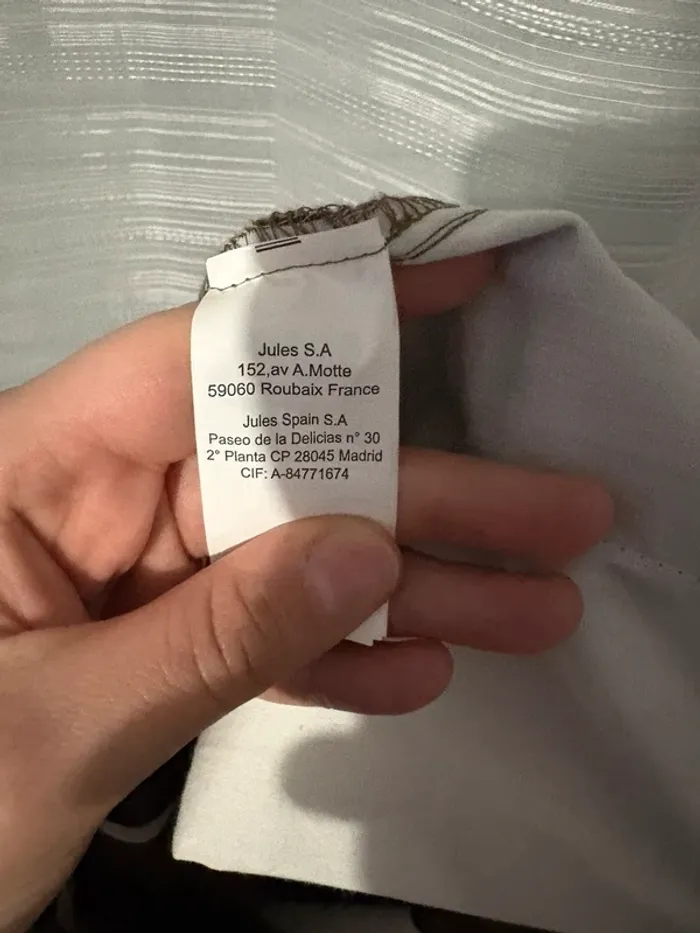 Jules S.A
152,av A.Motte
59060 Roubaix France
Jules Spain S.A
Paseo de la Delicias n° 30
2° Planta CP 28045 Madrid
CIF: A-84771674